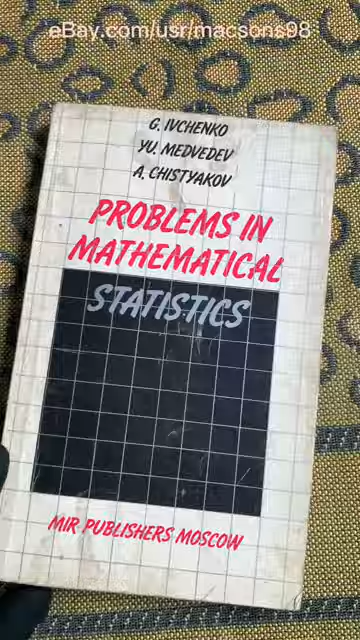 eBay.com/usr/macsons98
G. IVCHENKO
YU. MEDVEDEV
A. CHISTYAKOV
PROBLEMS IN
MATHEMATICAL
STATISTICS
MIR PUBLISHERS MOSCOW